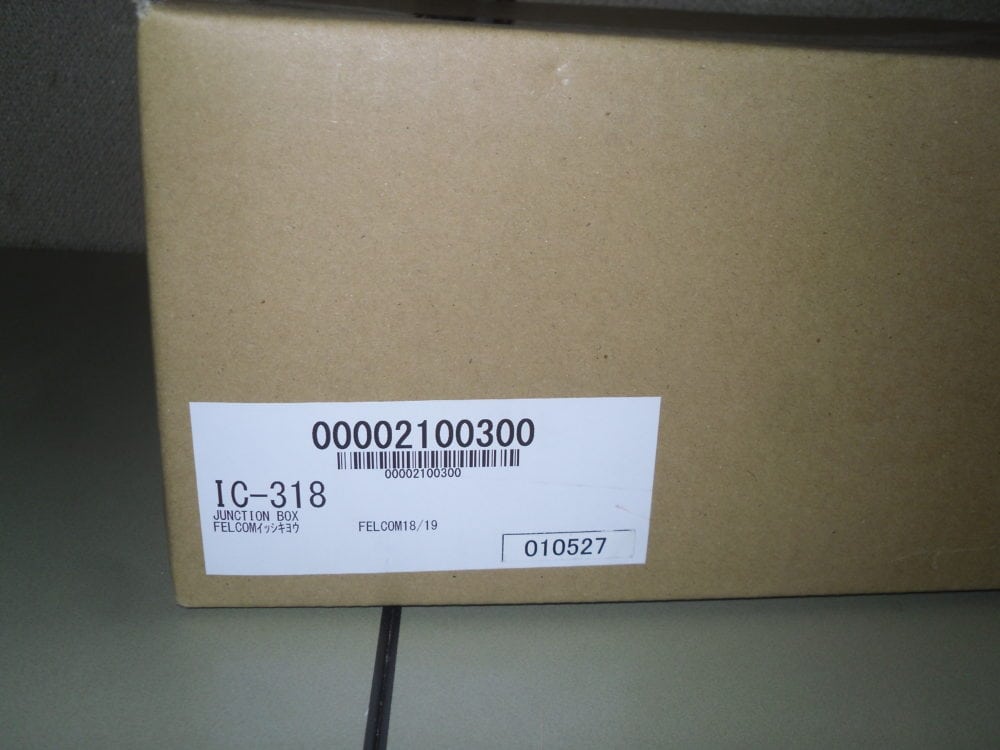 00002100300
00002100300
IC-318
JUNCTION BOX
FELCOMイッシキヨウ FELCOM18/19
010527